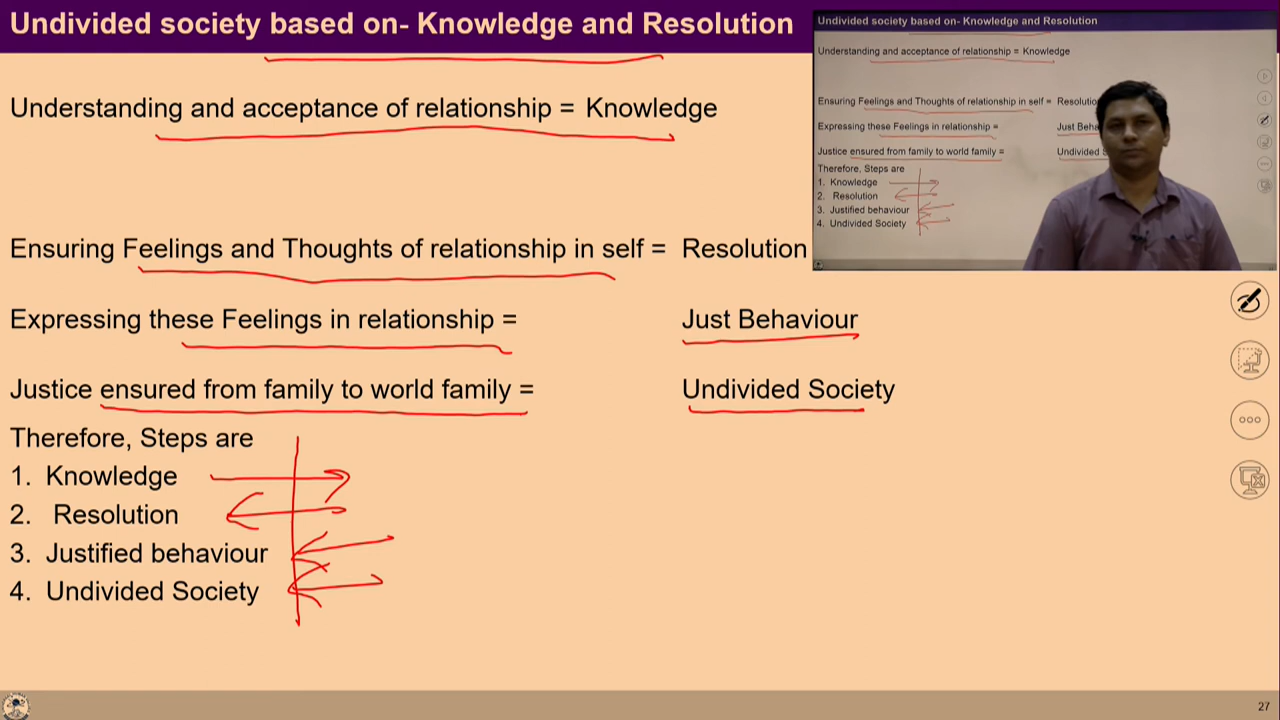 Undivided society based on- Knowledge and Resolution
Understanding and acceptance of relationship = Knowledge
Ensuring Feelings and Thoughts of relationship in self = Resolution
Expressing these Feelings in relationship = Just Behaviour
Justice ensured from family to world family = Undivided Society
Therefore, Steps are
1. Knowledge
2. Resolution
3. Justified behaviour
4. Undivided Society
27
Undivided society based on- Knowledge and Resolution
Understanding and acceptance of relationship = Knowledge
Ensuring Feelings and Thoughts of relationship in self = Resolutio
Expressing these Feelings in relationship = Just Beha
Justice ensured from family to world family = Undivided
Therefore, Steps are
1. Knowledge
2. Resolution
3. Justified behaviour
4. Undivided Society